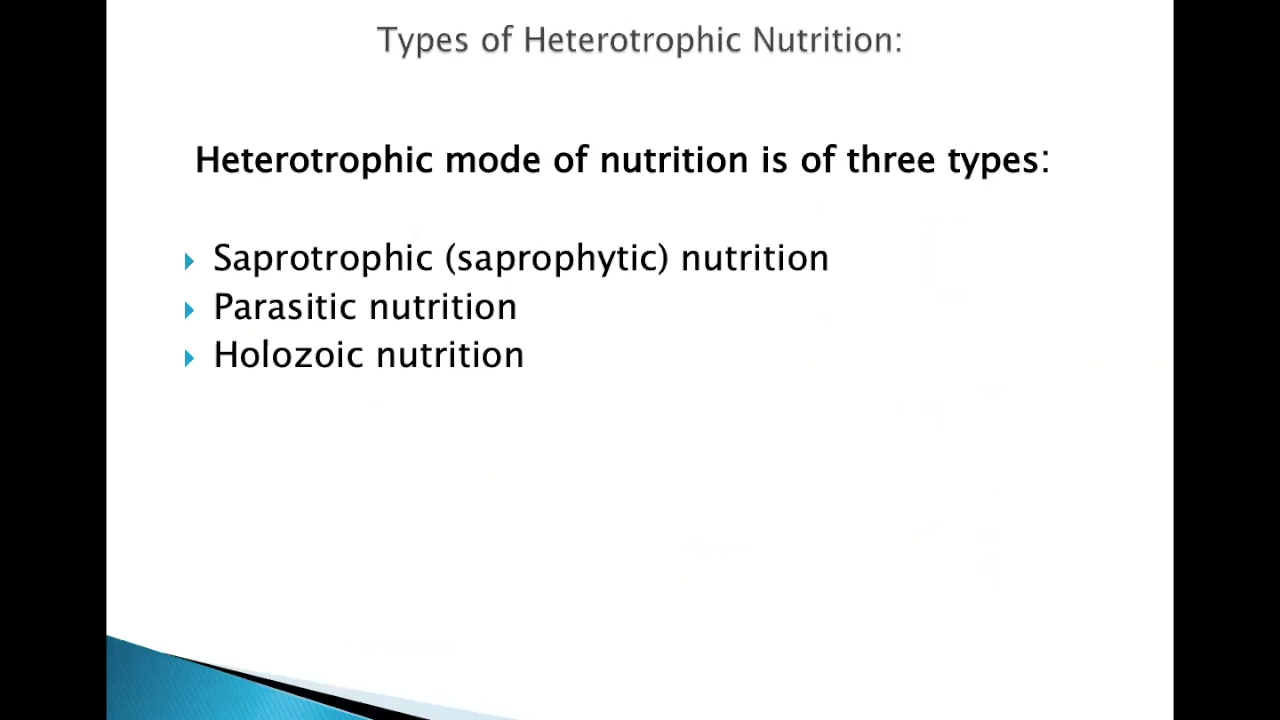 Types of Heterotrophic Nutrition:
Heterotrophic mode of nutrition is of three types:
Saprotrophic (saprophytic) nutrition
Parasitic nutrition
Holozoic nutrition